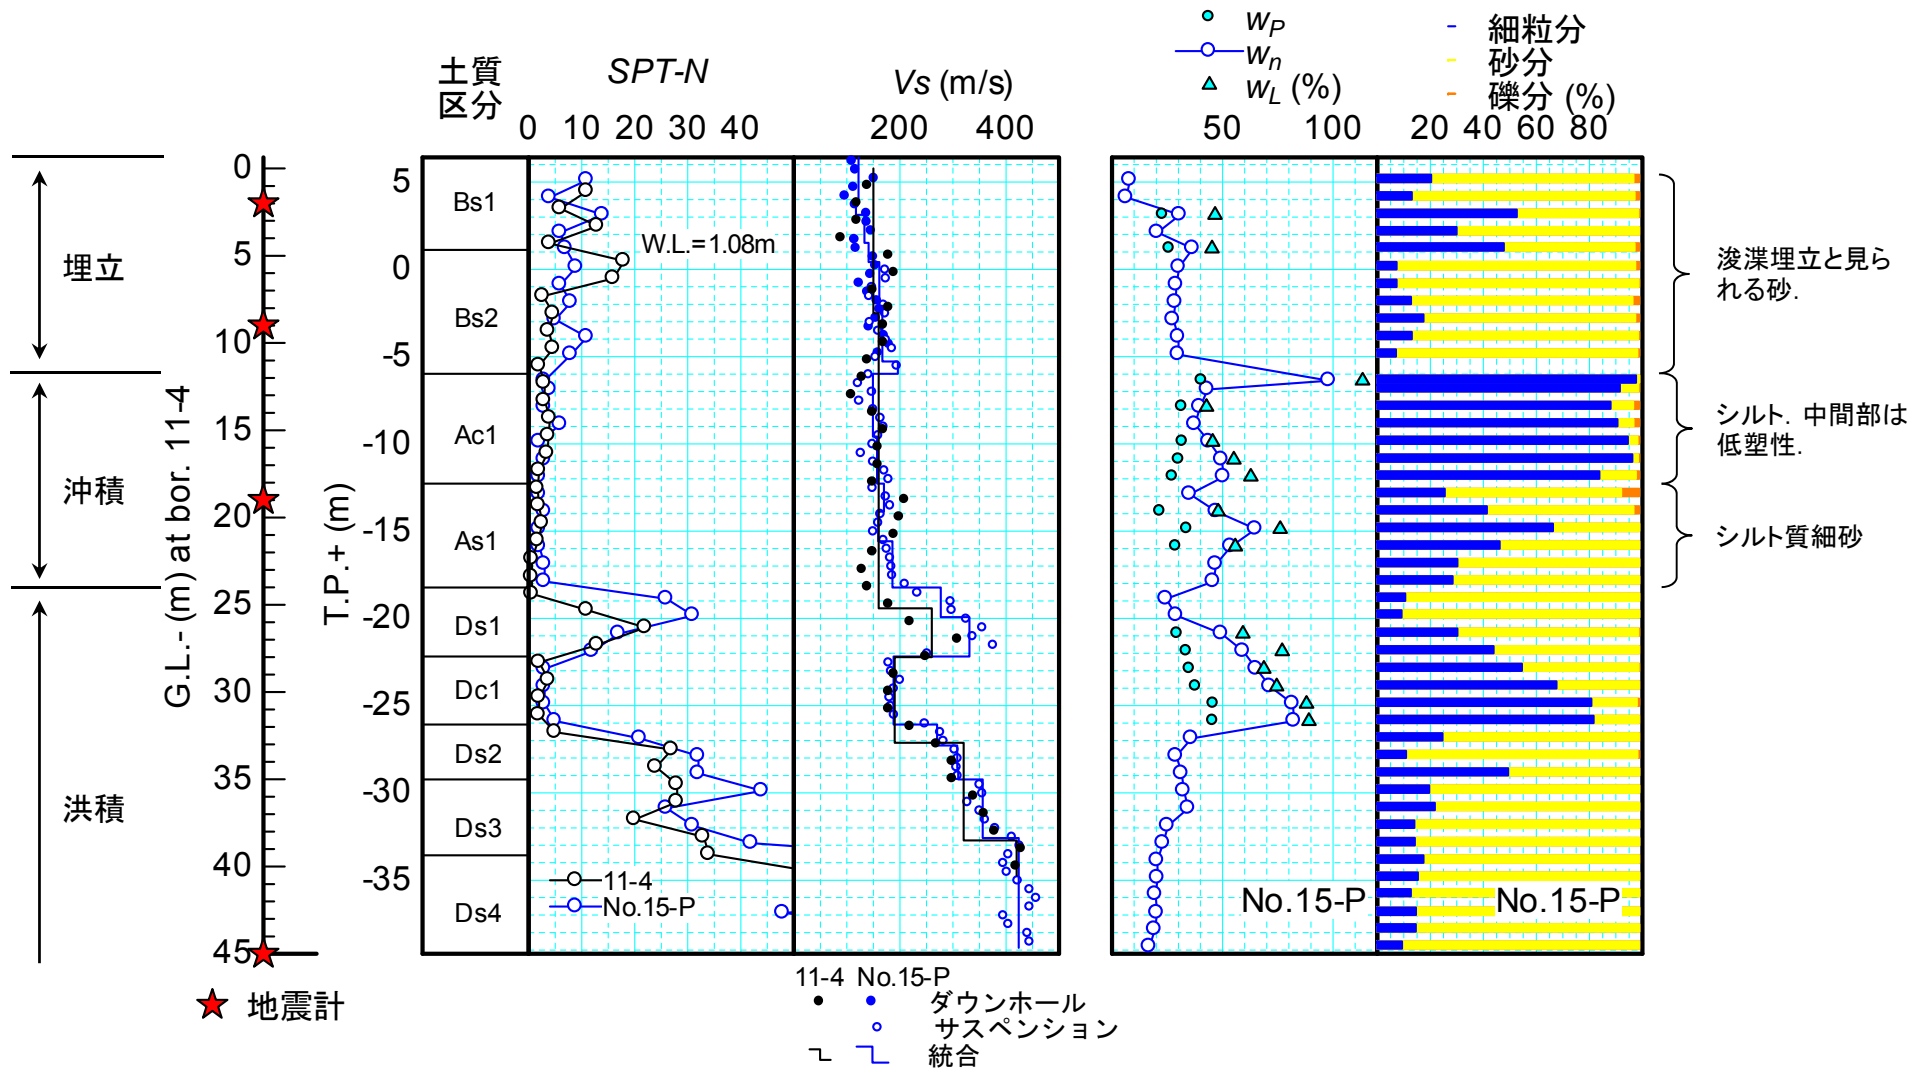 wP
wn
wL (%)
細粒分
砂分
礫分 (%)
土質
区分
SPT-N
Vs (m/s)
0 10 20 30 40
200 400
50 100
20 40 60 80
埋立
沖積
洪積
G.L.- (m) at bor. 11-4
0
5
10
15
20
25
30
35
40
45
地震計
T.P.+ (m)
5
0
-5
-10
-15
-20
-25
-30
-35
Bs1
Bs2
Ac1
As1
Ds1
Dc1
Ds2
Ds3
Ds4
W.L.=1.08m
11-4
No.15-P
No.15-P
No.15-P
浚渫埋立と見ら
れる砂.
シルト. 中間部は
低塑性.
シルト質細砂
11-4 No.15-P
ダウンホール
サスペンション
統合